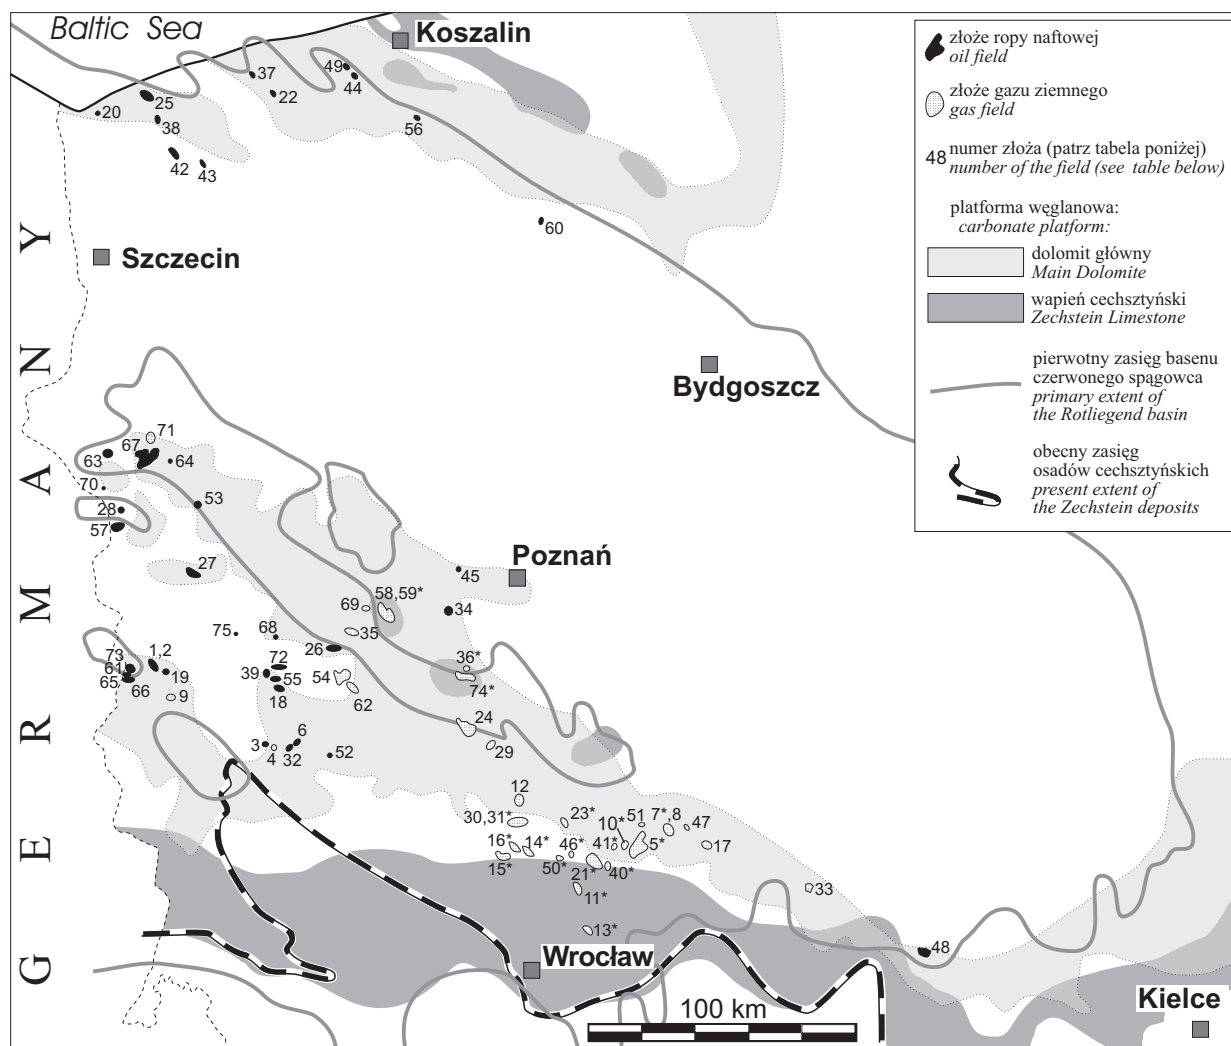 Baltic Sea
Koszalin
37
49
44
22
25
20
38
56
42
43
60
Szczecin
Bydgoszcz
71
67
63
64
70
53
28
57
27
45
Poznań
58,59*
69
34
35
75
68
26
36*
73
1,2
72
61
39
19
55
54
74*
65
66
9
18
62
24
6
3
4
32
52
29
12
30,31*
23*
10*
51
7*,8
47
16*
14*
46*
41*
5*
17
15*
50*
21*
40*
33
11*
13*
48
Wrocław
100 km
Kielce
G E R M A N Y
złoże ropy naftowej
oil field
złoże gazu ziemnego
gas field
48 numer złoża (patrz tabela poniżej)
number of the field (see table below)
platforma węglanowa:
carbonate platform:
dolomit główny
Main Dolomite
wapień cechsztyński
Zechstein Limestone
pierwotny zasięg basenu
czerwonego spągowca
primary extent of
the Rotliegend basin
obecny zasięg
osadów cechsztyńskich
present extent of
the Zechstein deposits